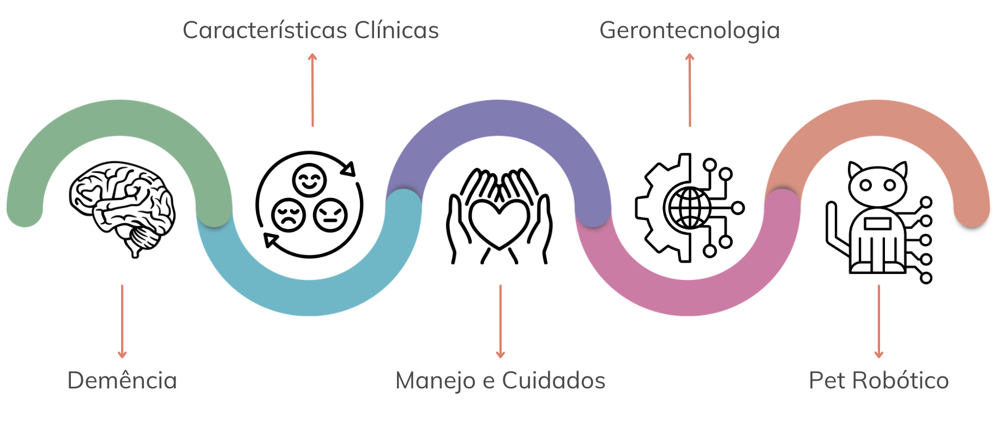 Características Clínicas
Gerontecnologia
Demência
Manejo e Cuidados
Pet Robótico